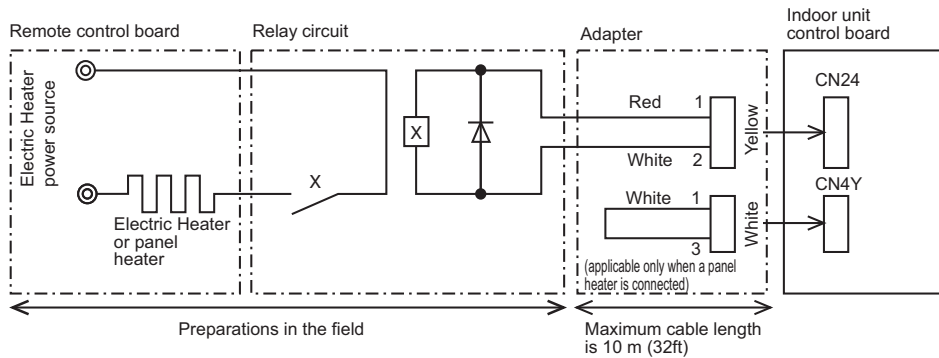 Remote control board
Relay circuit
Adapter
Indoor unit
control board
Electric Heater
power source
X
Red
1
White
2
Yellow
CN24
X
Electric Heater
or panel
heater
White
1
3
White
CN4Y
(applicable only when a panel
heater is connected)
Preparations in the field
Maximum cable length
is 10 m (32ft)